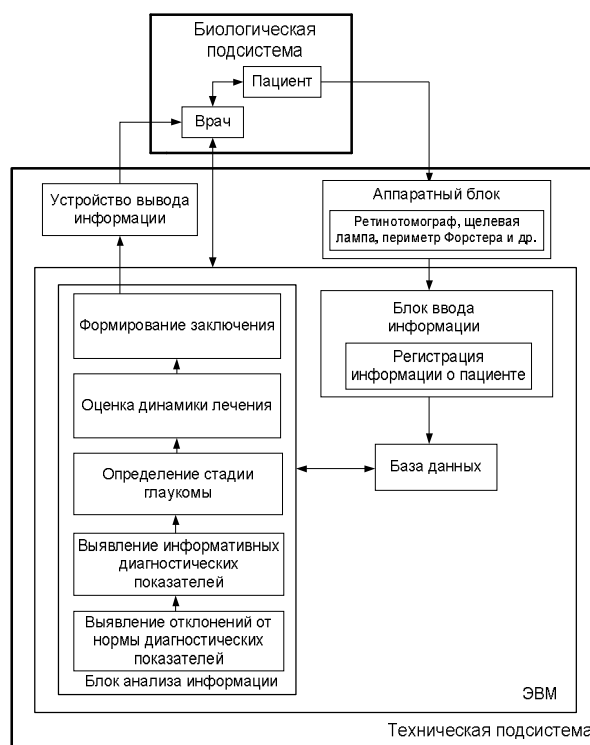 Биологическая
подсистема
Пациент
Врач
Устройство вывода
информации
Аппаратный блок
Ретинотомограф, щелевая
лампа, периметр Форстера и др.
Блок ввода
информации
Регистрация
информации о пациенте
База данных
Формирование заключения
Оценка динамики лечения
Определение стадии
глаукомы
Выявление информативных
диагностических
показателей
Выявление отклонений от
нормы диагностических
показателей
Блок анализа информации
ЭВМ
Техническая подсистема